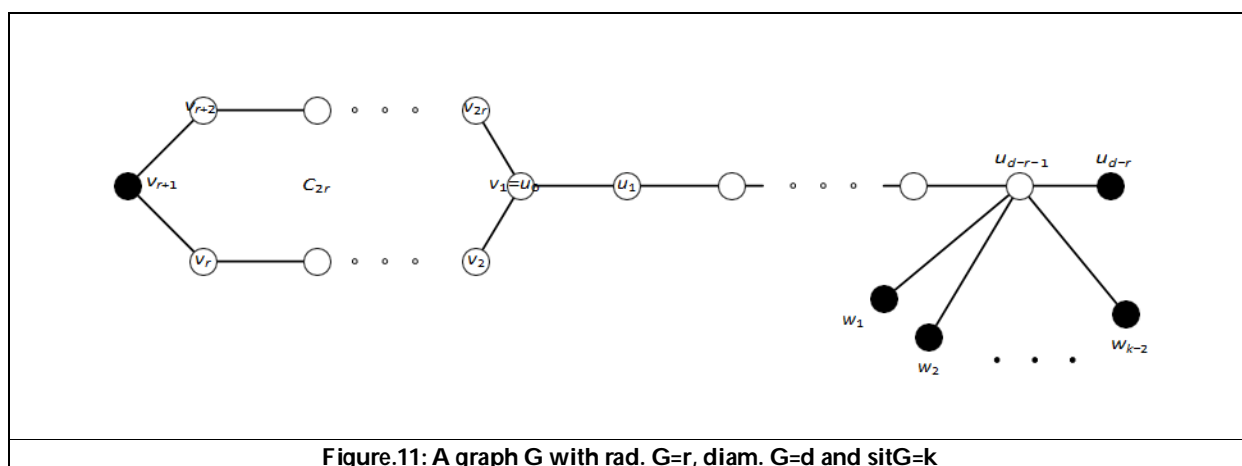 v_{r+2} v_{2r} u_{d-r-1} u_{d-r}
v_{r+1} C_{2r} v_1=u_0 u_1
v_r v_2
w_1 w_2 w_{k-2}
Figure.11: A graph G with rad. G=r, diam. G=d and sitG=k